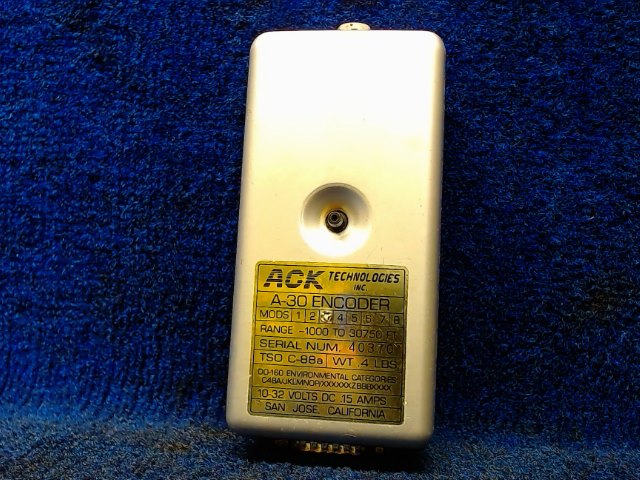 ACK TECHNOLOGIES
INC.
A-30 ENCODER
MODS 1 2 4 5 6 7 8
RANGE -1000 TO 30750 FT
SERIAL NUM.
TSO C-88a WT .4 LBS.
DO-160 ENVIRONMENTAL CATEGORIES
10-32 VOLTS DC .15 AMPS
SAN JOSE, CALIFORNIA